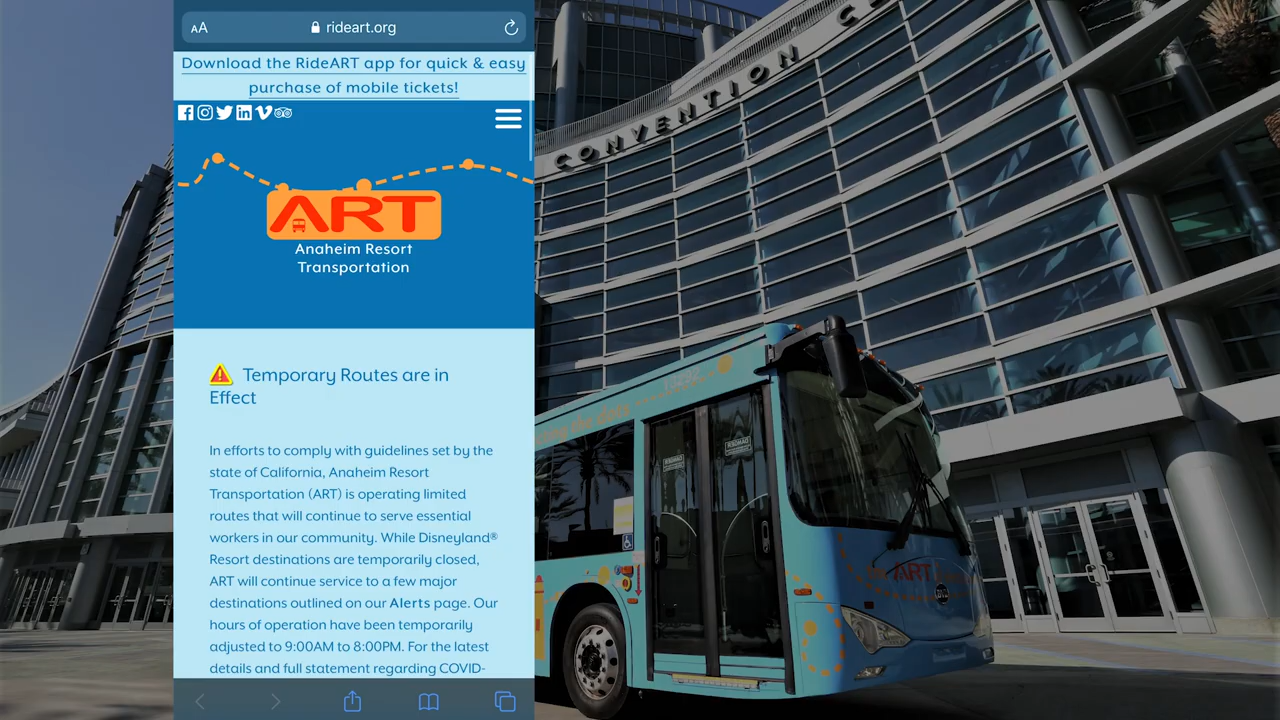 AA
rideart.org
Download the RideART app for quick & easy
purchase of mobile tickets!
ART
Anaheim Resort
Transportation
Temporary Routes are in
Effect
In efforts to comply with guidelines set by the
state of California, Anaheim Resort
Transportation (ART) is operating limited
routes that will continue to serve essential
workers in our community. While Disneyland®
Resort destinations are temporarily closed,
ART will continue service to a few major
destinations outlined on our Alerts page. Our
hours of operation have been temporarily
adjusted to 9:00AM to 8:00PM. For the latest
details and full statement regarding COVID-
CONVENTION
the dots
ART
BYD